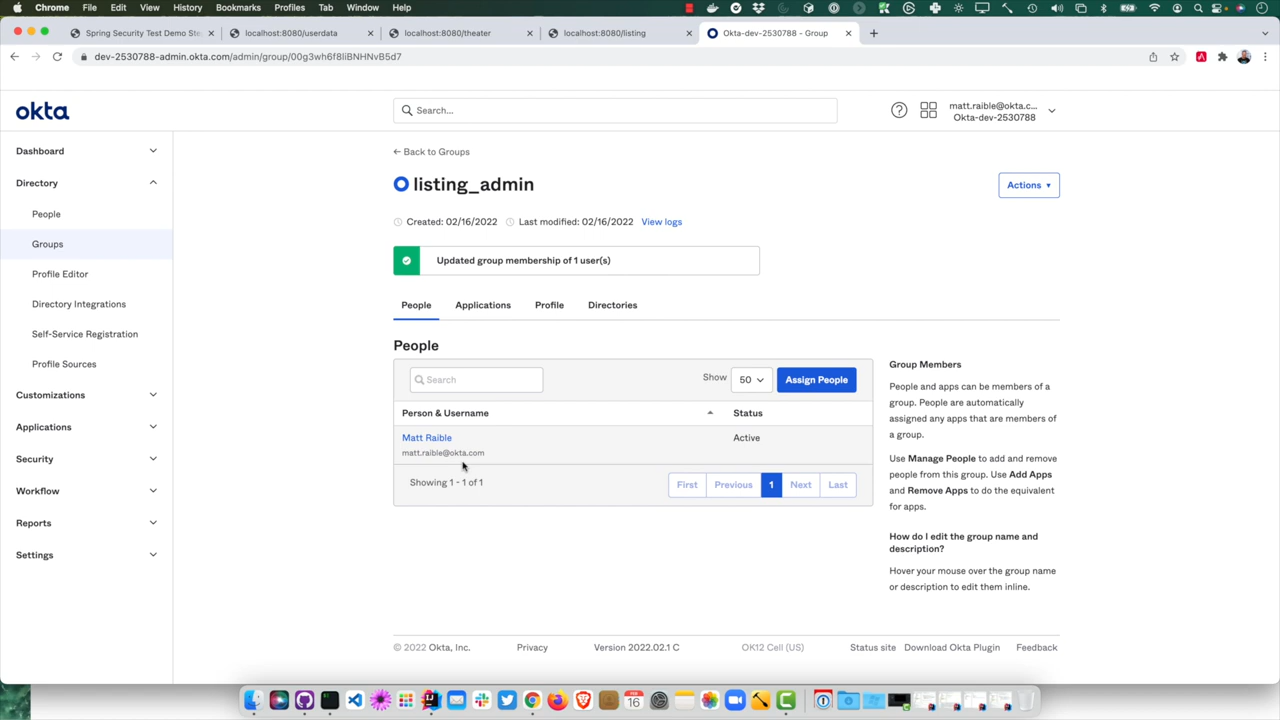 Chrome File Edit View History Bookmarks Profiles Tab Window Help
Spring Security Test Demo Ste
localhost:8080/userdata
localhost:8080/theater
localhost:8080/listing
Okta-dev-2530788 - Group
dev-2530788-admin.okta.com/admin/group/00g3wh6f8liBNHNvB5d7
okta
Search...
matt.raible@okta.c...
Okta-dev-2530788
Dashboard
Directory
People
Groups
Profile Editor
Directory Integrations
Self-Service Registration
Profile Sources
Customizations
Applications
Security
Workflow
Reports
Settings
← Back to Groups
listing_admin
Actions
Created: 02/16/2022
Last modified: 02/16/2022
View logs
Updated group membership of 1 user(s)
People
Applications
Profile
Directories
People
Search
Show
50
Assign People
Person & Username
Status
Matt Raible
matt.raible@okta.com
Active
Showing 1 - 1 of 1
First
Previous
1
Next
Last
Group Members
People and apps can be members of a
group. People are automatically
assigned any apps that are members of
a group.
Use Manage People to add and remove
people from this group. Use Add Apps
and Remove Apps to do the equivalent
for apps.
How do I edit the group name and
description?
Hover your mouse over the group name
or description to edit them inline.
© 2022 Okta, Inc.
Privacy
Version 2022.02.1 C
OK12 Cell (US)
Status site
Download Okta Plugin
Feedback
16